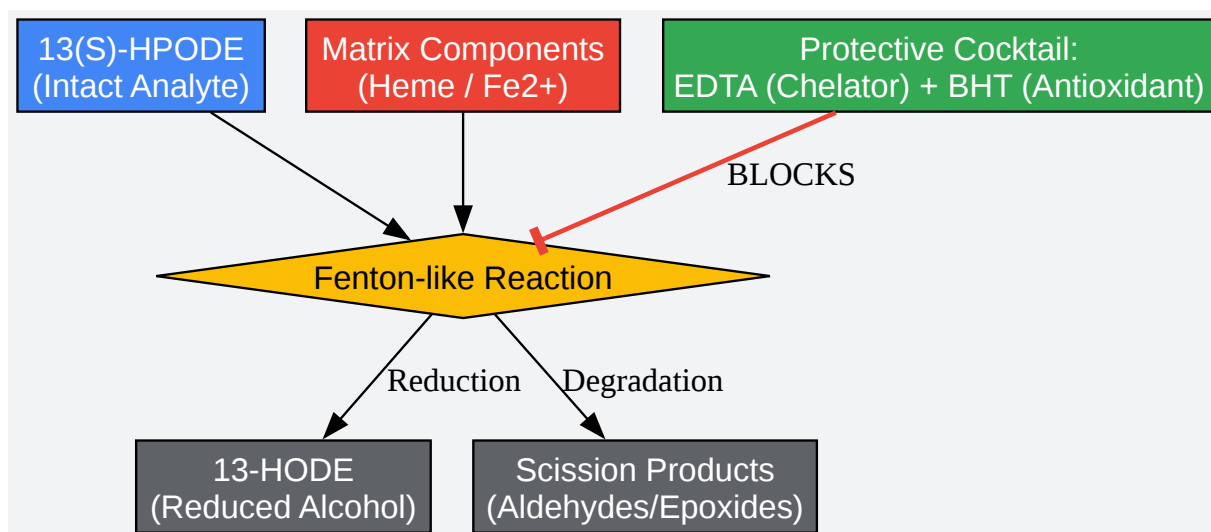 13(S)-HPODE
(Intact Analyte)
Matrix Components
(Heme / Fe2+)
Protective Cocktail:
EDTA (Chelator) + BHT (Antioxidant)
BLOCKS
Fenton-like Reaction
Reduction
Degradation
13-HODE
(Reduced Alcohol)
Scission Products
(Aldehydes/Epoxides)